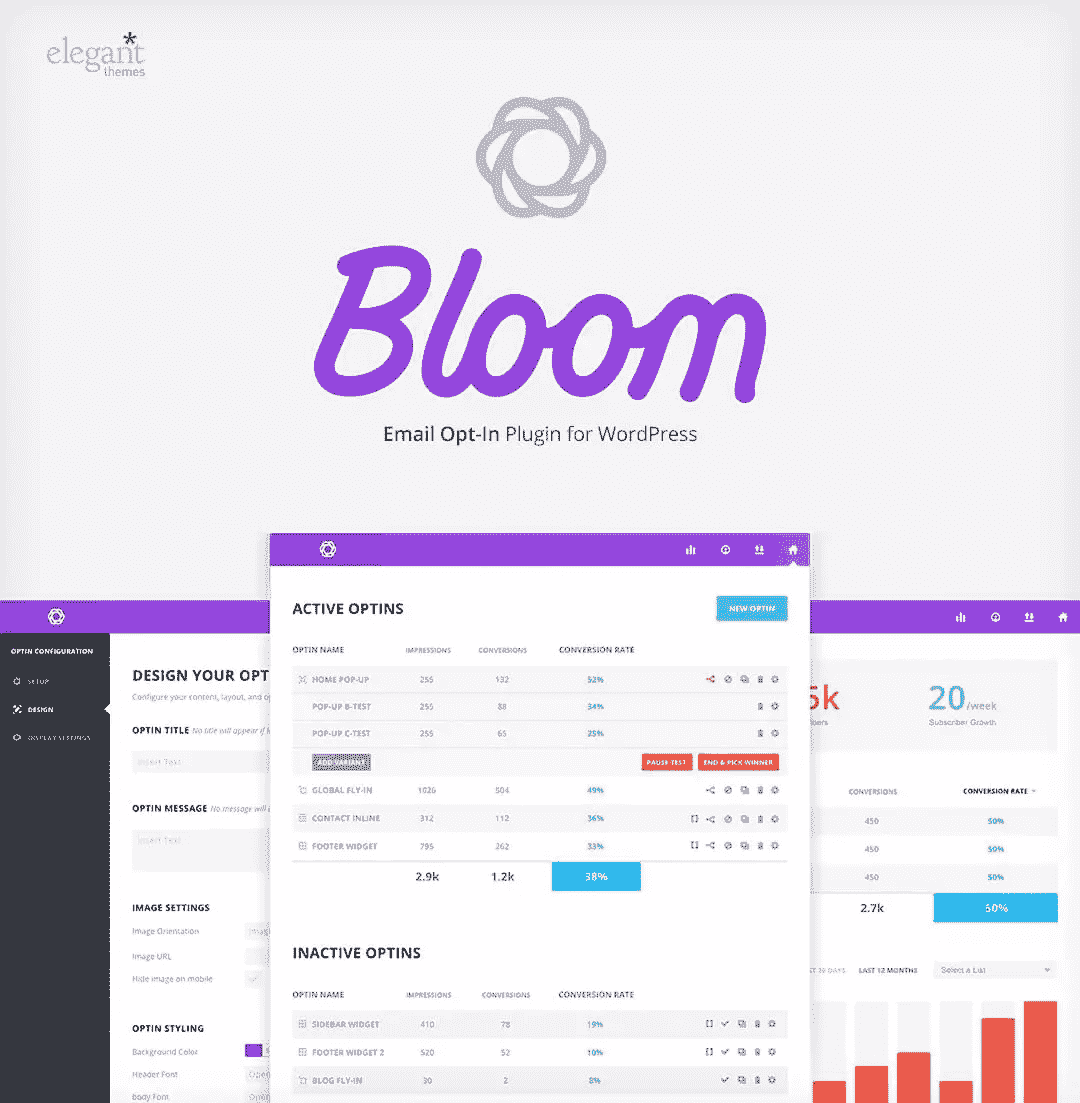 elegant
themes
Bloom
Email Opt-In Plugin for WordPress
ACTIVE OPTINS
NEW OPTIN
OPTIN NAME IMPRESSIONS CONVERSIONS CONVERSION RATE
HOME POP-UP 255 132 52%
POP-UP B-TEST 255 88 34%
POP-UP C-TEST 255 65 25%
PAUSE TEST END & PICK WINNER
GLOBAL FLY-IN 1026 504 49%
CONTACT INLINE 312 112 36%
FOOTER WIDGET 795 262 33%
2.9k 1.2k 38%
INACTIVE OPTINS
OPTIN NAME IMPRESSIONS CONVERSIONS CONVERSION RATE
SIDEBAR WIDGET 410 78 19%
FOOTER WIDGET 2 520 52 10%
BLOG FLY-IN 30 2 8%
OPTIN CONFIGURATION
SETUP
DESIGN
DISPLAY SETTINGS
DESIGN YOUR OPT
Configure your content, layout, and
OPTIN TITLE No title will appear if
Insert Text
OPTIN MESSAGE No message will
Insert Text
IMAGE SETTINGS
Image Orientation
Image URL
Hide image on mobile
OPTIN STYLING
Background Color
Header Font Open
Body Font Open
5k
20/week
Subscriber Growth
CONVERSIONS CONVERSION RATE
450 50%
450 50%
450 50%
2.7k 60%
DAYS LAST 12 MONTHS Select a List